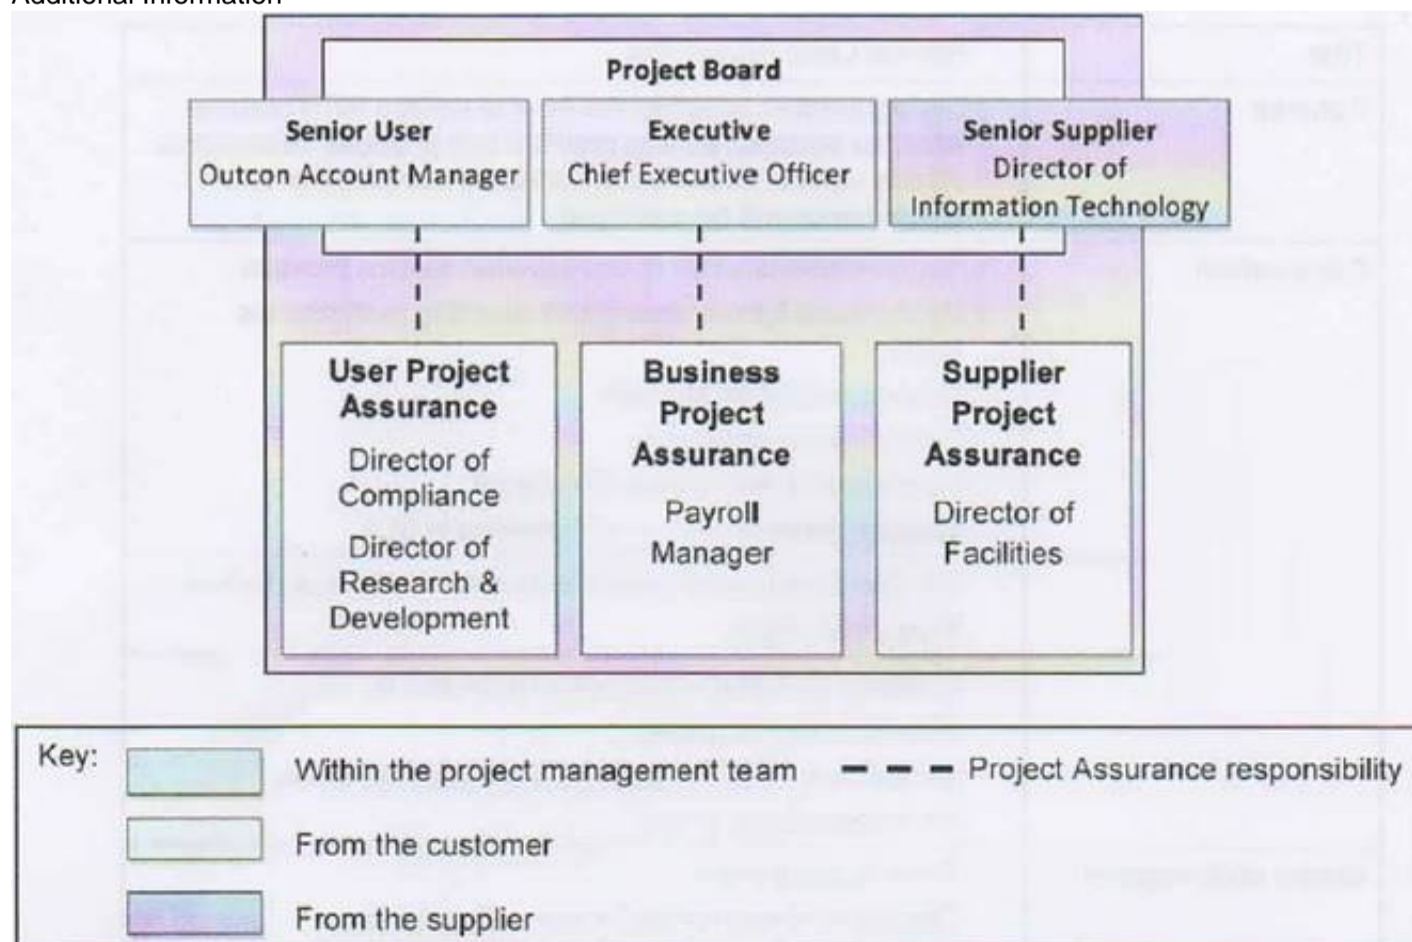 Additional Information
Project Board
Senior User
Outcon Account Manager
Executive
Chief Executive Officer
Senior Supplier
Director of
Information Technology
User Project
Assurance
Director of
Compliance
Director of
Research &
Development
Business
Project
Assurance
Payroll
Manager
Supplier
Project
Assurance
Director of
Facilities
Key:
Within the project management team
Project Assurance responsibility
From the customer
From the supplier